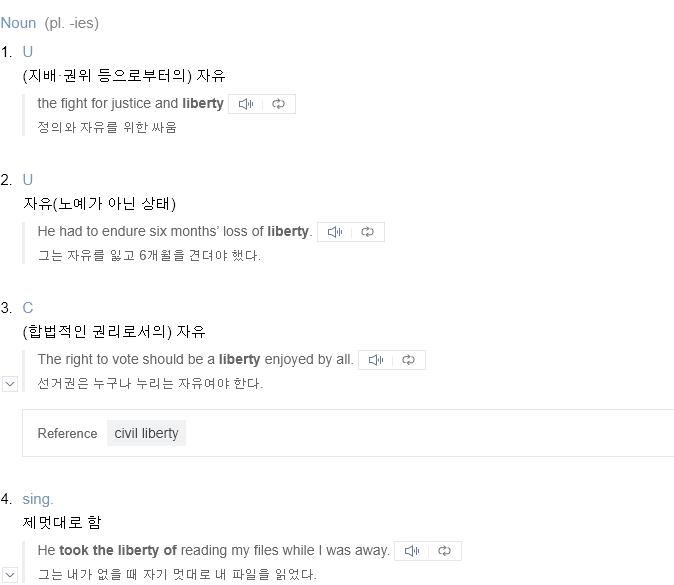 Noun (pl. -ies)
1. U
(지배·권위 등으로부터의) 자유
the fight for justice and liberty
정의와 자유를 위한 싸움
2. U
자유(노예가 아닌 상태)
He had to endure six months’ loss of liberty.
그는 자유를 잃고 6개월을 견뎌야 했다.
3. C
(합법적인 권리로서의) 자유
The right to vote should be a liberty enjoyed by all.
선거권은 누구나 누리는 자유여야 한다.
Reference civil liberty
4. sing.
제멋대로 함
He took the liberty of reading my files while I was away.
그는 내가 없을 때 자기 멋대로 내 파일을 읽었다.